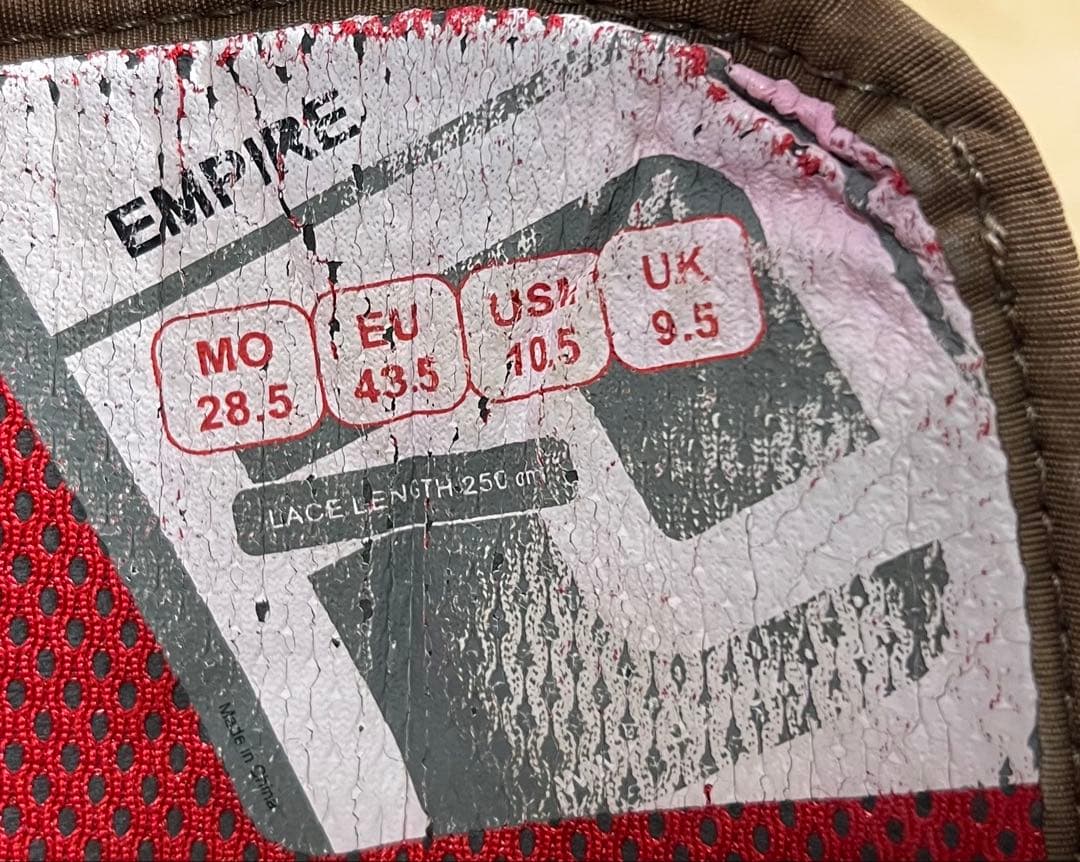 EMPIRE
MO EU USM UK
28.5 43.5 10.5 9.5
LACE LENGTH 250 cm
Made in China